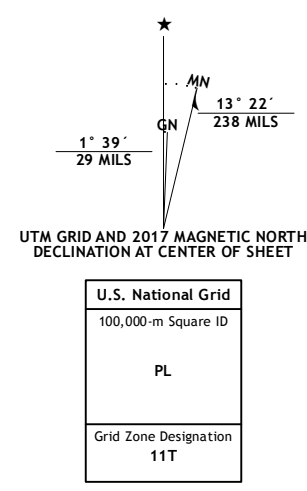 ★
MN
GN
13° 22´
238 MILS
1° 39´
29 MILS
UTM GRID AND 2017 MAGNETIC NORTH
DECLINATION AT CENTER OF SHEET
U.S. National Grid
100,000-m Square ID
PL
Grid Zone Designation
11T